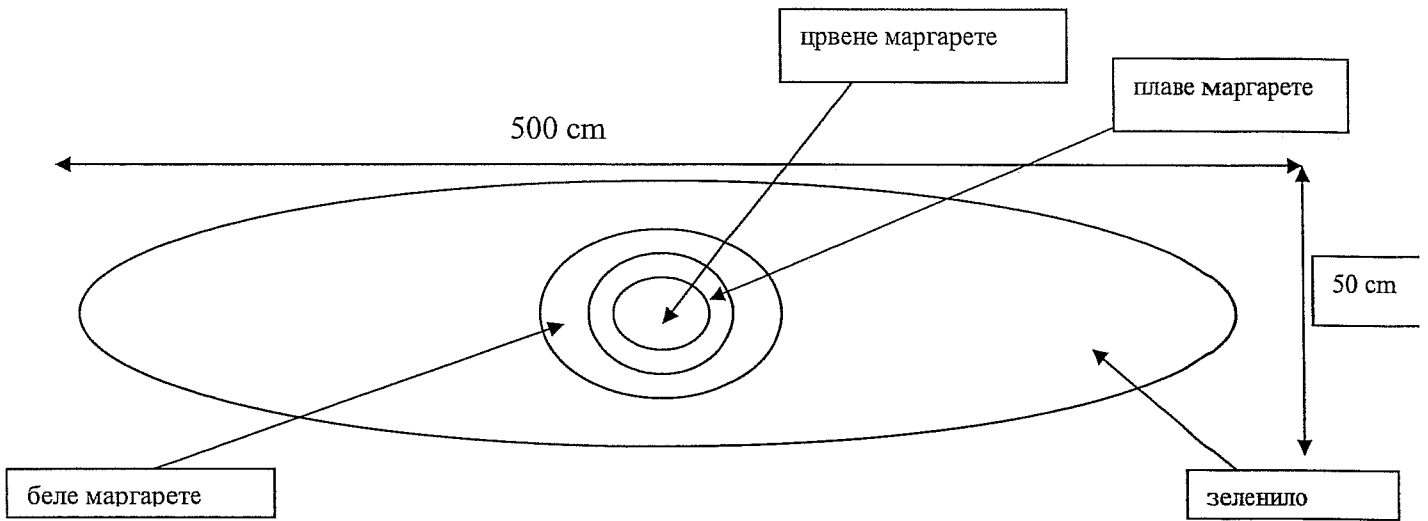 црвене маргарете
плаве маргарете
500 cm
50 cm
беле маргарете
зеленило